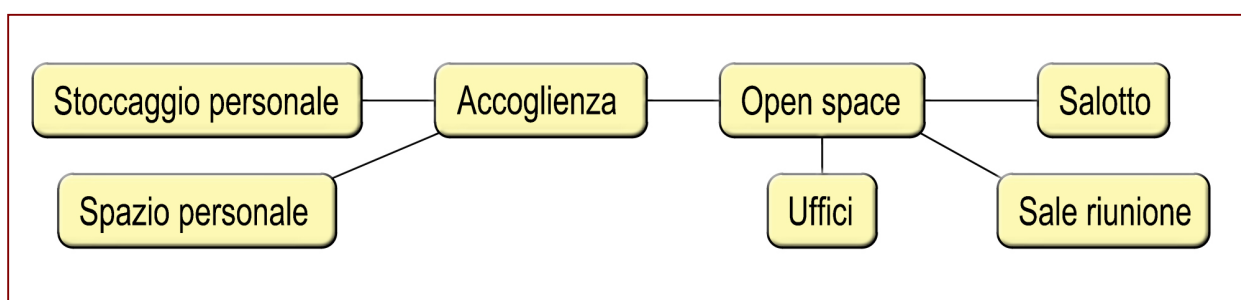 Stoccaggio personale
Accoglienza
Open space
Salotto
Spazio personale
Uffici
Sale riunione